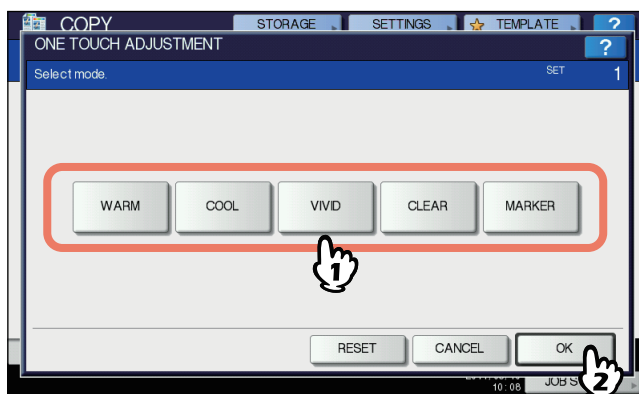 COPY STORAGE SETTINGS TEMPLATE ?
ONE TOUCH ADJUSTMENT ?
Select mode. SET 1
WARM COOL VIVID CLEAR MARKER
1
RESET CANCEL OK
2
10:08 JOB S